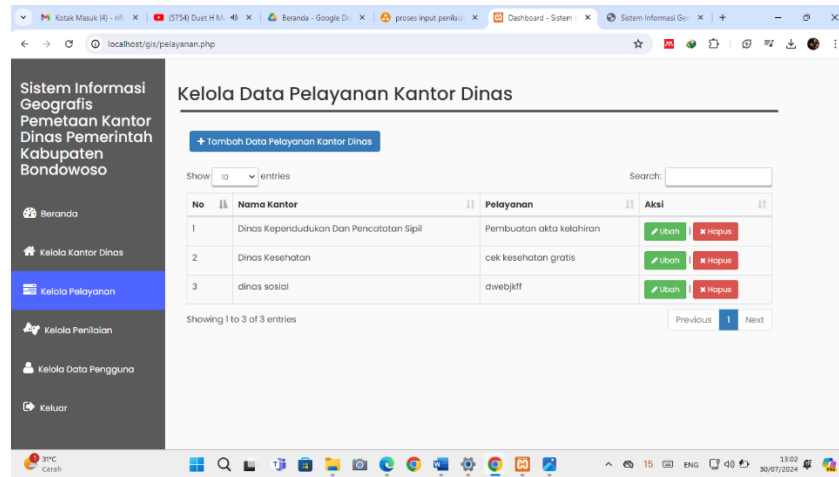 Kotak Masuk (4) - rifi
(5754) Duet H M
Beranda - Google Dri
proses input penilai
Dashboard - Sistem
Sistem Informasi Geo
localhost/gis/pelayanan.php
Sistem Informasi
Geografis
Pemetaan Kantor
Dinas Pemerintah
Kabupaten
Bondowoso
Beranda
Kelola Kantor Dinas
Kelola Pelayanan
Kelola Penilaian
Kelola Data Pengguna
Keluar
Kelola Data Pelayanan Kantor Dinas
+ Tambah Data Pelayanan Kantor Dinas
Show 10 entries Search:
No Nama Kantor Pelayanan Aksi
1 Dinas Kependudukan Dan Pencatatan Sipil Pembuatan akta kelahiran Ubah | Hapus
2 Dinas Kesehatan cek kesehatan gratis Ubah | Hapus
3 dinas sosial dwebjkff Ubah | Hapus
Showing 1 to 3 of 3 entries Previous 1 Next
31°C
Cerah
15 ENG 13:02
30/07/2024